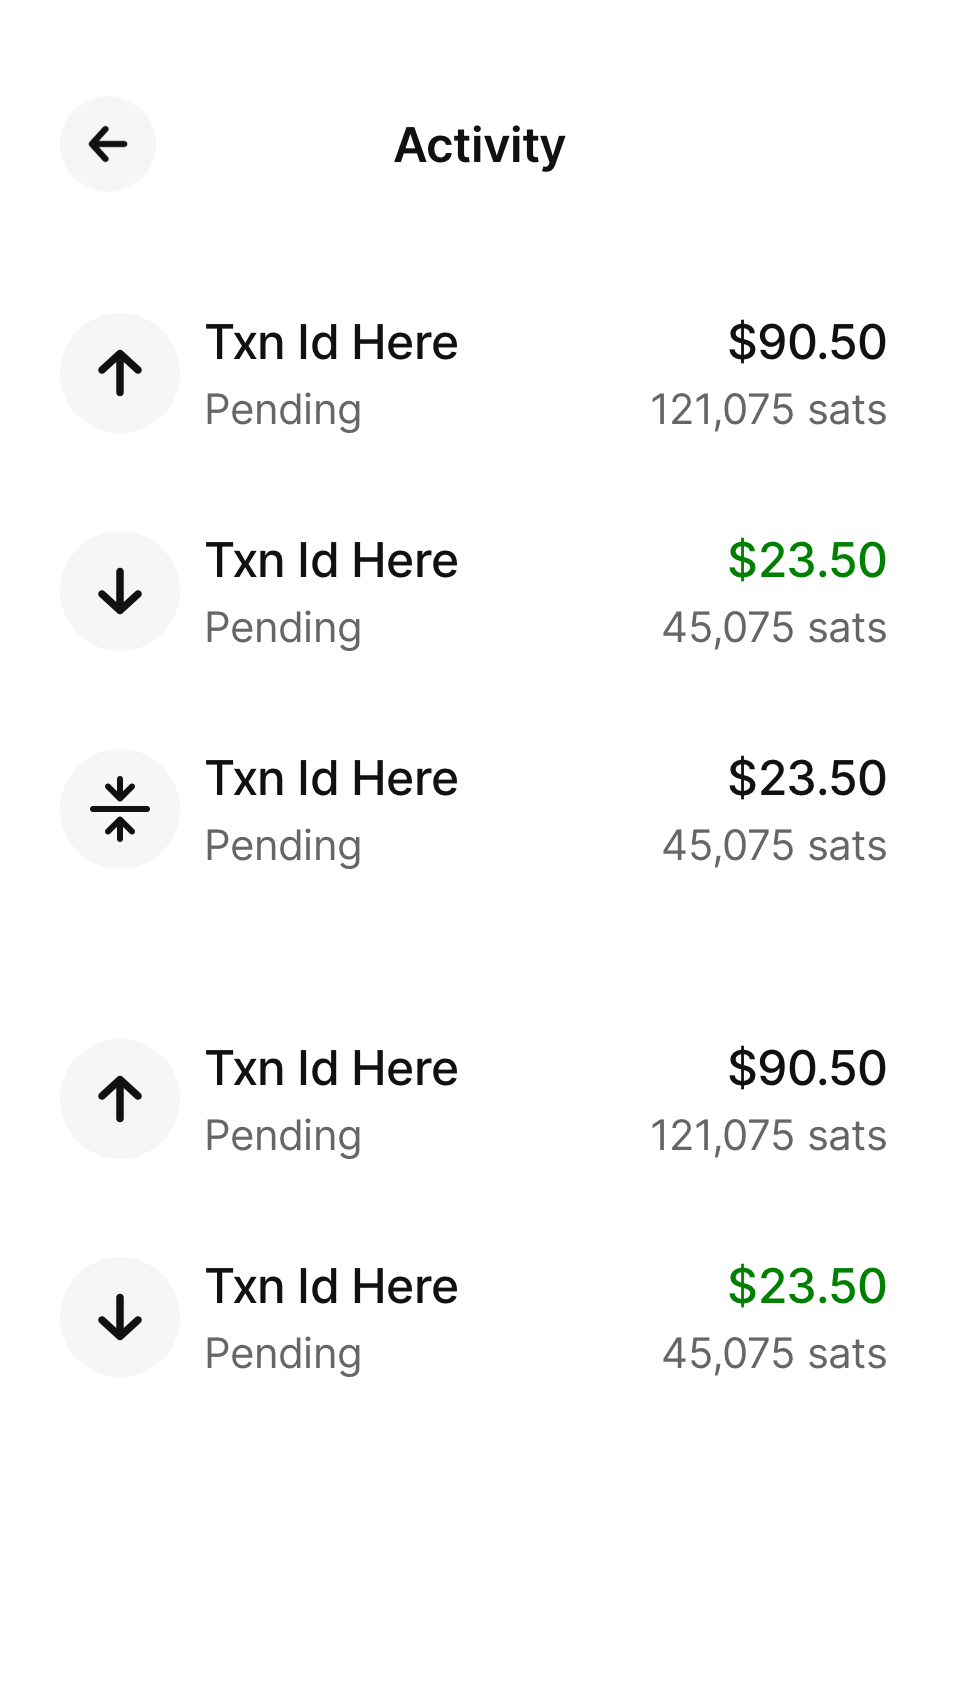 Activity
Txn Id Here $90.50
Pending 121,075 sats
Txn Id Here $23.50
Pending 45,075 sats
Txn Id Here $23.50
Pending 45,075 sats
Txn Id Here $90.50
Pending 121,075 sats
Txn Id Here $23.50
Pending 45,075 sats